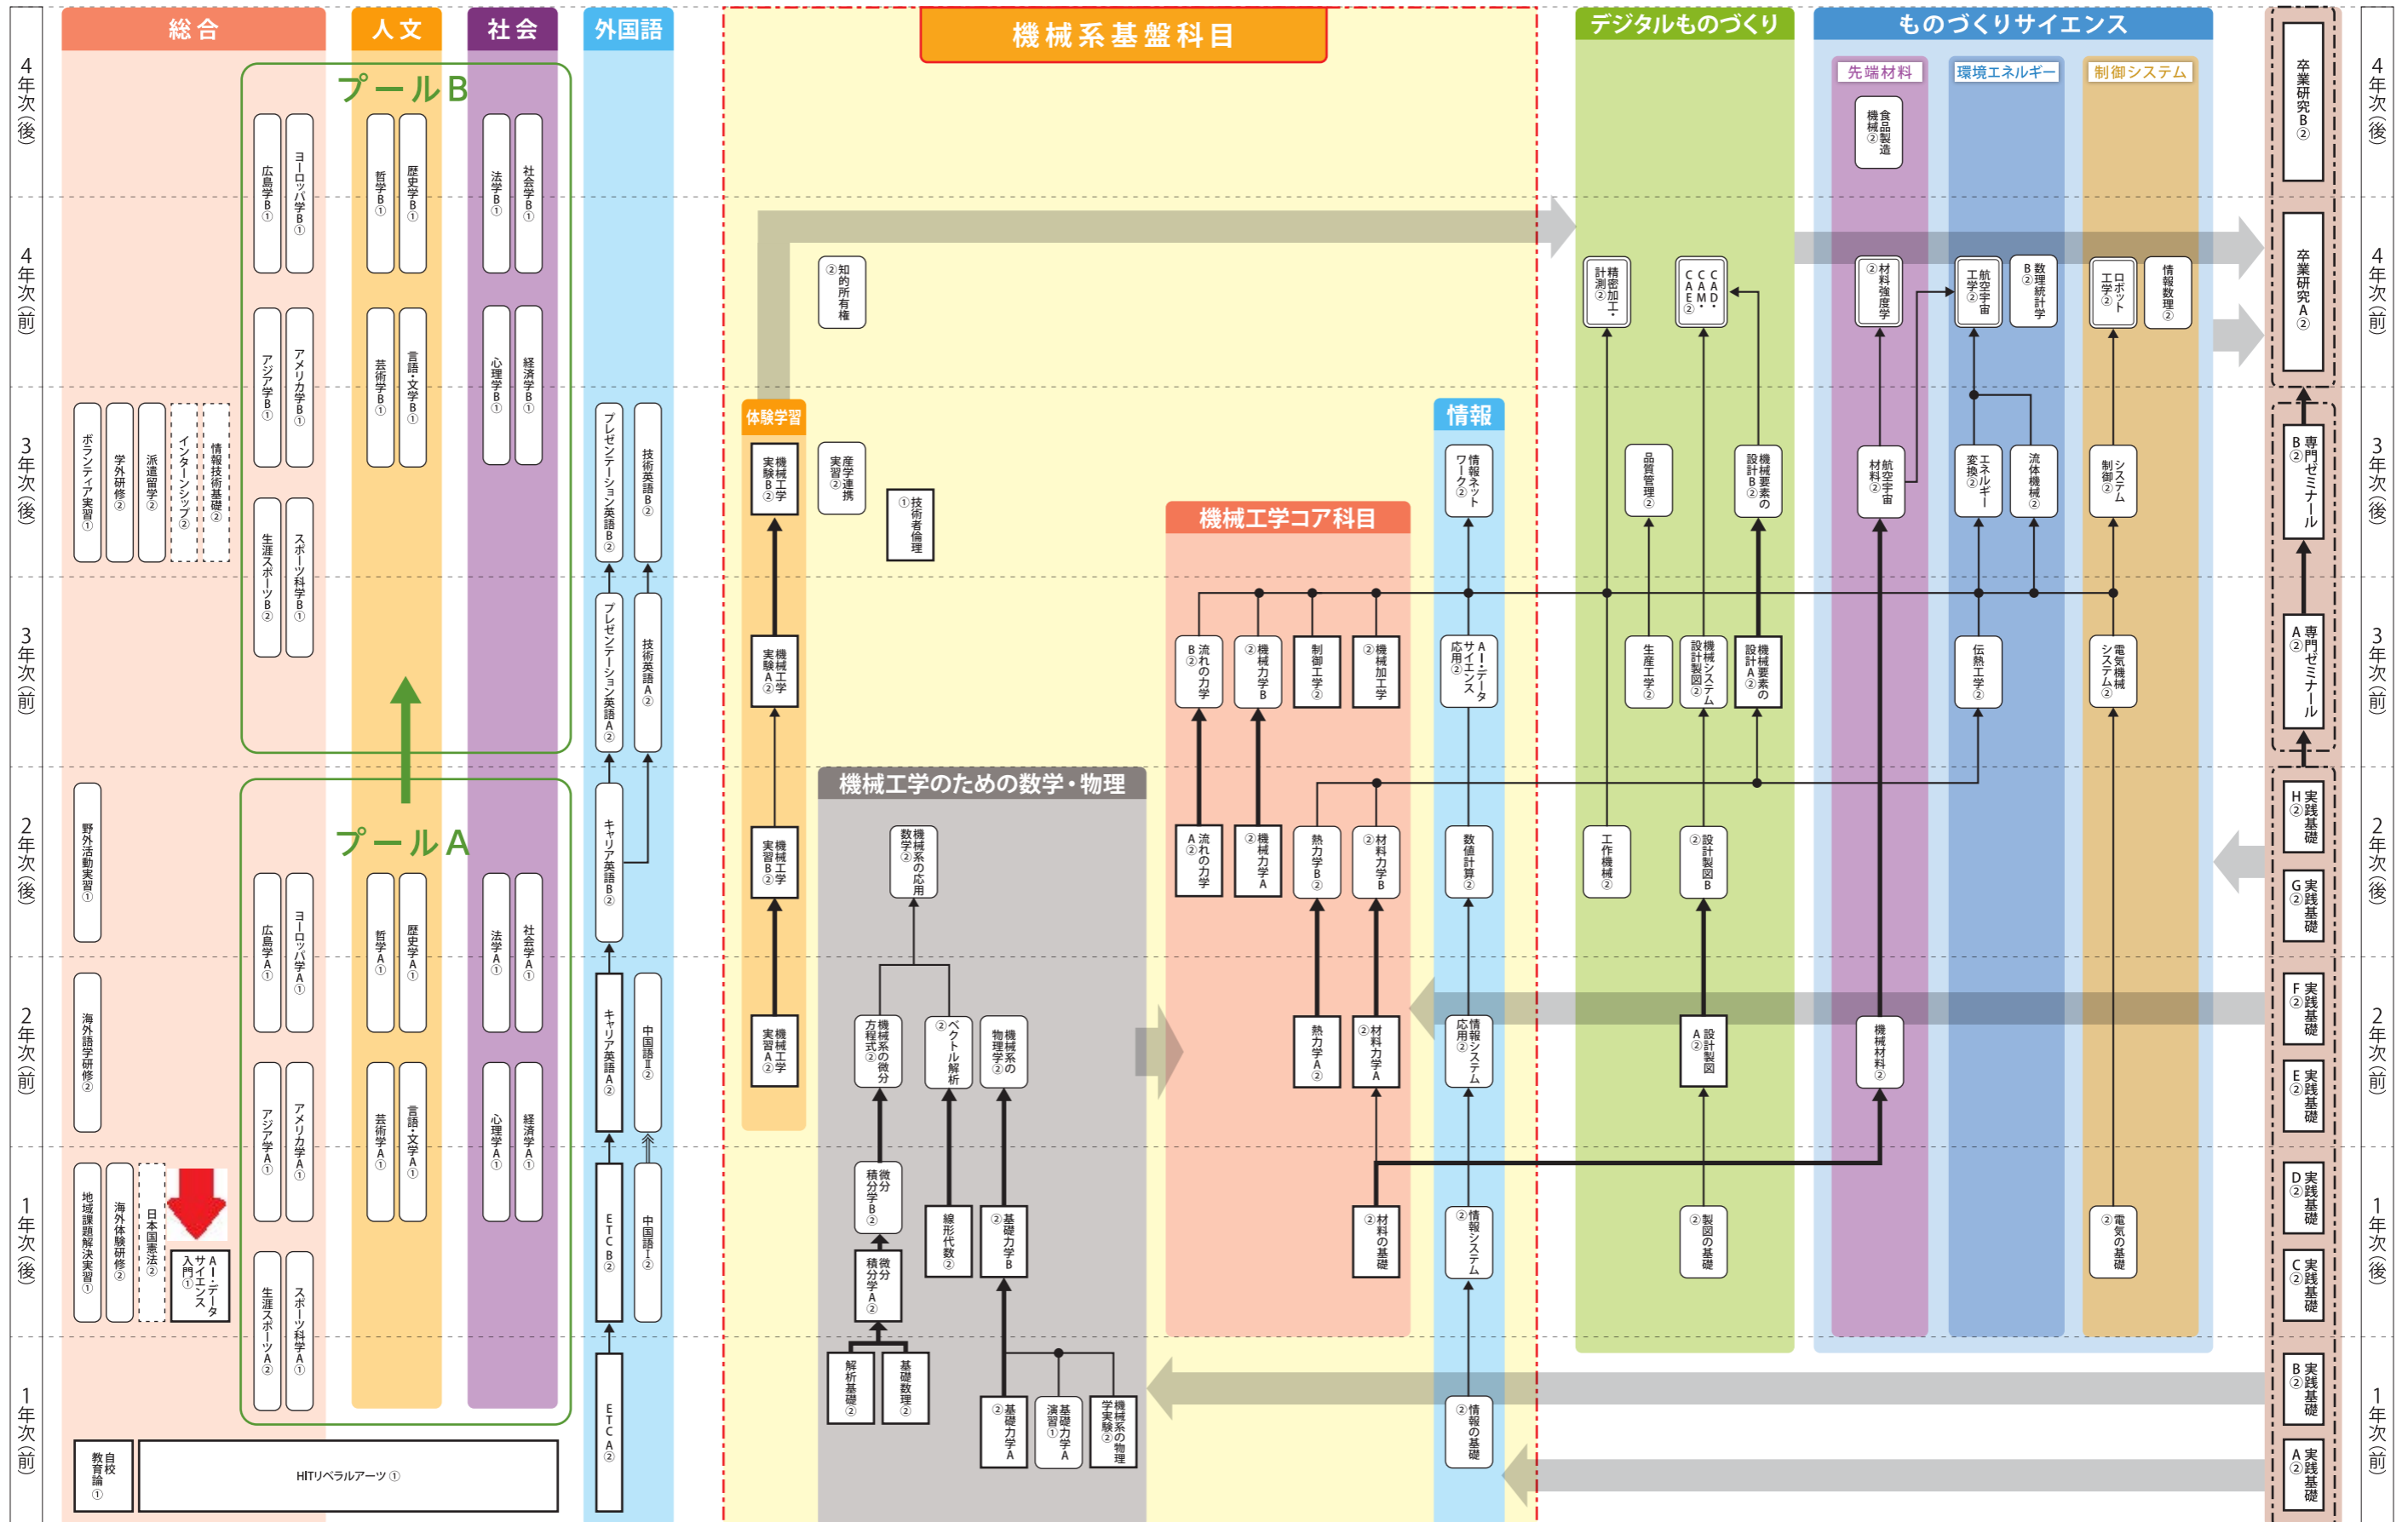 総合
人文
社会
外国語
機械系基盤科目
デジタルものづくり
ものづくりサイエンス
先端材料
環境エネルギー
制御システム
4年次(後)
プールB
広島学B①
ヨーロッパ学B①
哲学B①
歴史学B①
法学B①
社会学B①
食品製造
機械②
卒業研究B②
4年次(後)
4年次(前)
アジア学B①
アメリカ学B①
芸術学B①
言語・文学B①
心理学B①
経済学B①
知的所有権
②
精密加工・
計測②
CAD・
CAM・
CAE②
材料強度学
②
航空宇宙
工学②
数理統計学
B②
ロボット
工学②
情報数理②
卒業研究A②
4年次(前)
3年次(後)
ボランティア実習①
学外研修②
派遣留学②
インターンシップ②
情報技術基礎②
生涯スポーツB②
スポーツ科学B①
プレゼンテーション英語B②
技術英語B②
体験学習
機械工学
実験B②
産学連携
実習②
技術者倫理
①
機械工学コア科目
情報
情報ネット
ワーク②
品質管理②
機械要素の
設計B②
航空宇宙
材料②
エネルギー
変換②
流体機械②
システム
制御②
専門ゼミナール
B②
3年次(後)
3年次(前)
プレゼンテーション英語A②
技術英語A②
機械工学
実験A②
流れの力学
B②
機械力学B
②
制御工学②
機械加工学
②
AI・データ
サイエンス
応用②
生産工学②
機械システム
設計製図②
機械要素の
設計A②
伝熱工学②
電気機械
システム②
専門ゼミナール
A②
3年次(前)
2年次(後)
野外活動実習①
プールA
広島学A①
ヨーロッパ学A①
哲学A①
歴史学A①
法学A①
社会学A①
キャリア英語B②
機械工学
実習B②
機械工学のための数学・物理
機械系の応用
数学②
流れの力学
A②
機械力学A
②
熱力学B②
材料力学B
②
数値計算②
工作機械②
設計製図B
②
実践基礎
H②
実践基礎
G②
2年次(後)
2年次(前)
海外語学研修②
アジア学A①
アメリカ学A①
芸術学A①
言語・文学A①
心理学A①
経済学A①
キャリア英語A②
中国語Ⅱ②
機械工学
実習A②
機械系の微分
方程式②
ベクトル解析
②
機械系の
物理学②
熱力学A②
材料力学A
②
情報システム
応用②
設計製図
A②
機械材料②
実践基礎
F②
実践基礎
E②
2年次(前)
1年次(後)
地域課題解決実習①
海外体験研修②
日本国憲法②
AI・データ
サイエンス
入門①
生涯スポーツA②
スポーツ科学A①
ETC B②
中国語Ⅰ②
微分
積分学B②
微分
積分学A②
線形代数②
基礎力学B
②
材料の基礎
②
情報システム
②
製図の基礎
②
電気の基礎
②
実践基礎
D②
実践基礎
C②
1年次(後)
1年次(前)
自校
教育論①
HITリベラルアーツ ①
ETC A②
解析基礎②
基礎数理②
基礎力学A
②
基礎力学A
演習①
機械系の物理
学実験②
情報の基礎
②
実践基礎
B②
実践基礎
A②
1年次(前)